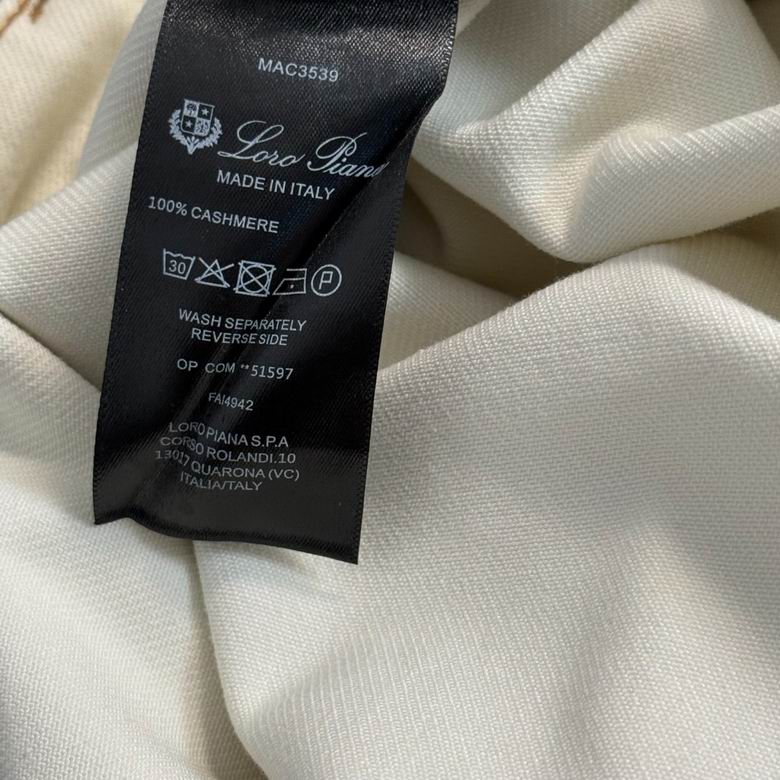 MAC3539
Loro Piana
MADE IN ITALY
100% CASHMERE
30 P
WASH SEPARATELY
REVERSE SIDE
OP COM **51597
FAI4942
LORO PIANA S.P.A
CORSO ROLANDI.10
13017 QUARONA (VC)
ITALIA/ITALY